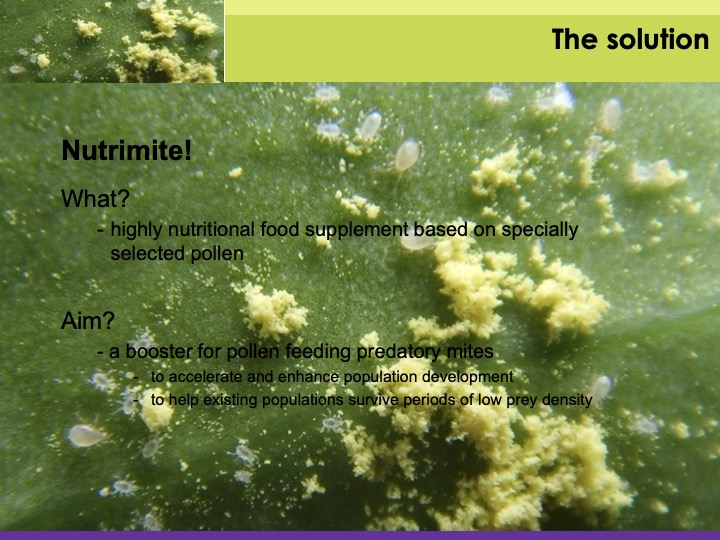 The solution
Nutrimite!
What?
- highly nutritional food supplement based on specially
selected pollen
Aim?
- a booster for pollen feeding predatory mites
- to accelerate and enhance population development
- to help existing populations survive periods of low prey density